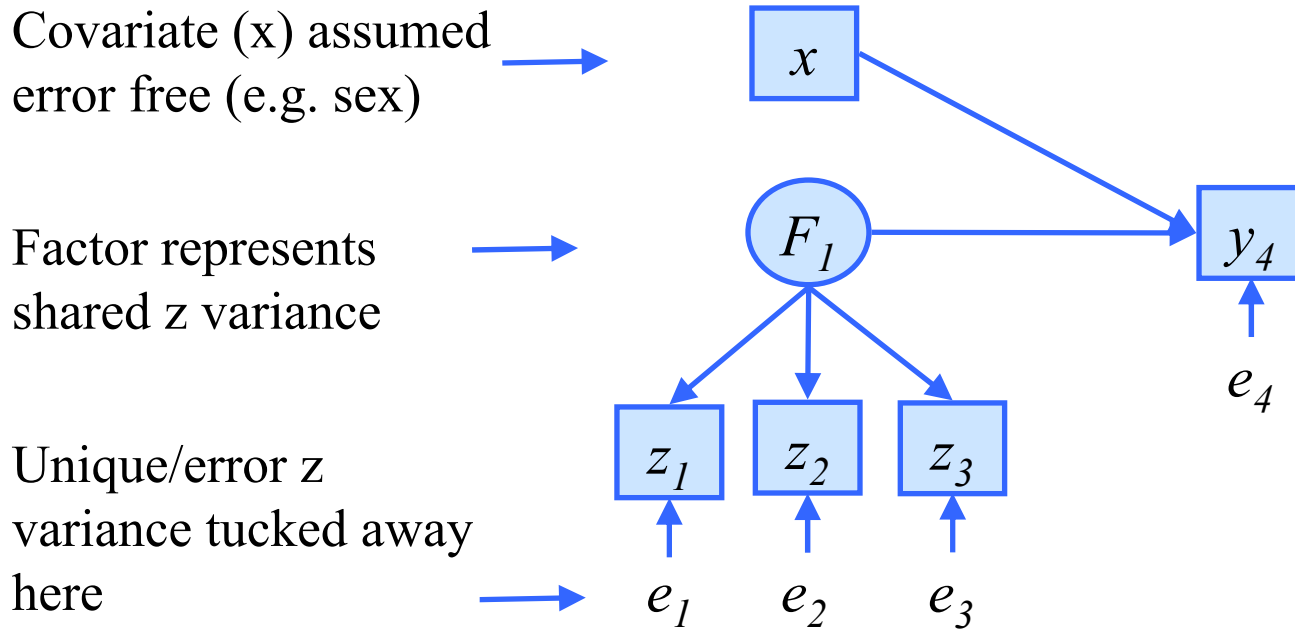 Covariate (x) assumed
error free (e.g. sex)
x
Factor represents
shared z variance
F1
y4
e4
Unique/error z
variance tucked away
here
z1
z2
z3
e1
e2
e3